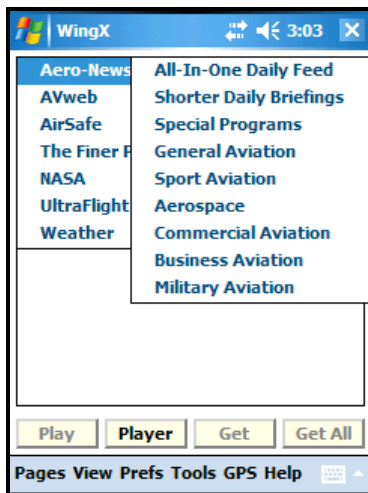 WingX 3:03
Aero-News All-In-One Daily Feed
AVweb Shorter Daily Briefings
AirSafe Special Programs
The Finer General Aviation
NASA Sport Aviation
UltraFlight Aerospace
Weather Commercial Aviation
Business Aviation
Military Aviation
Play Player Get Get All
Pages View Prefs Tools GPS Help